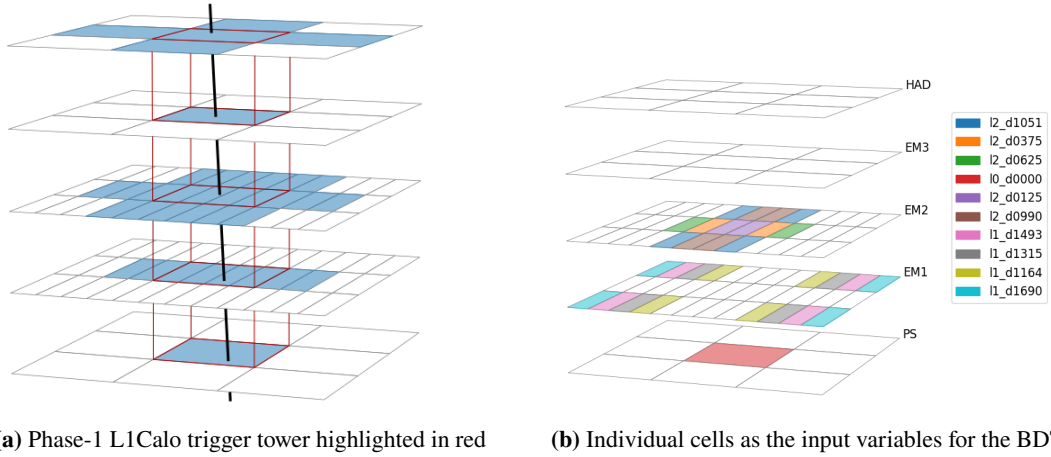 HAD
EM3
EM2
EM1
PS
l2_d1051
l2_d0375
l2_d0625
l0_d0000
l2_d0125
l2_d0990
l1_d1493
l1_d1315
l1_d1164
l1_d1690
a) Phase-1 L1Calo trigger tower highlighted in red
(b) Individual cells as the input variables for the BD